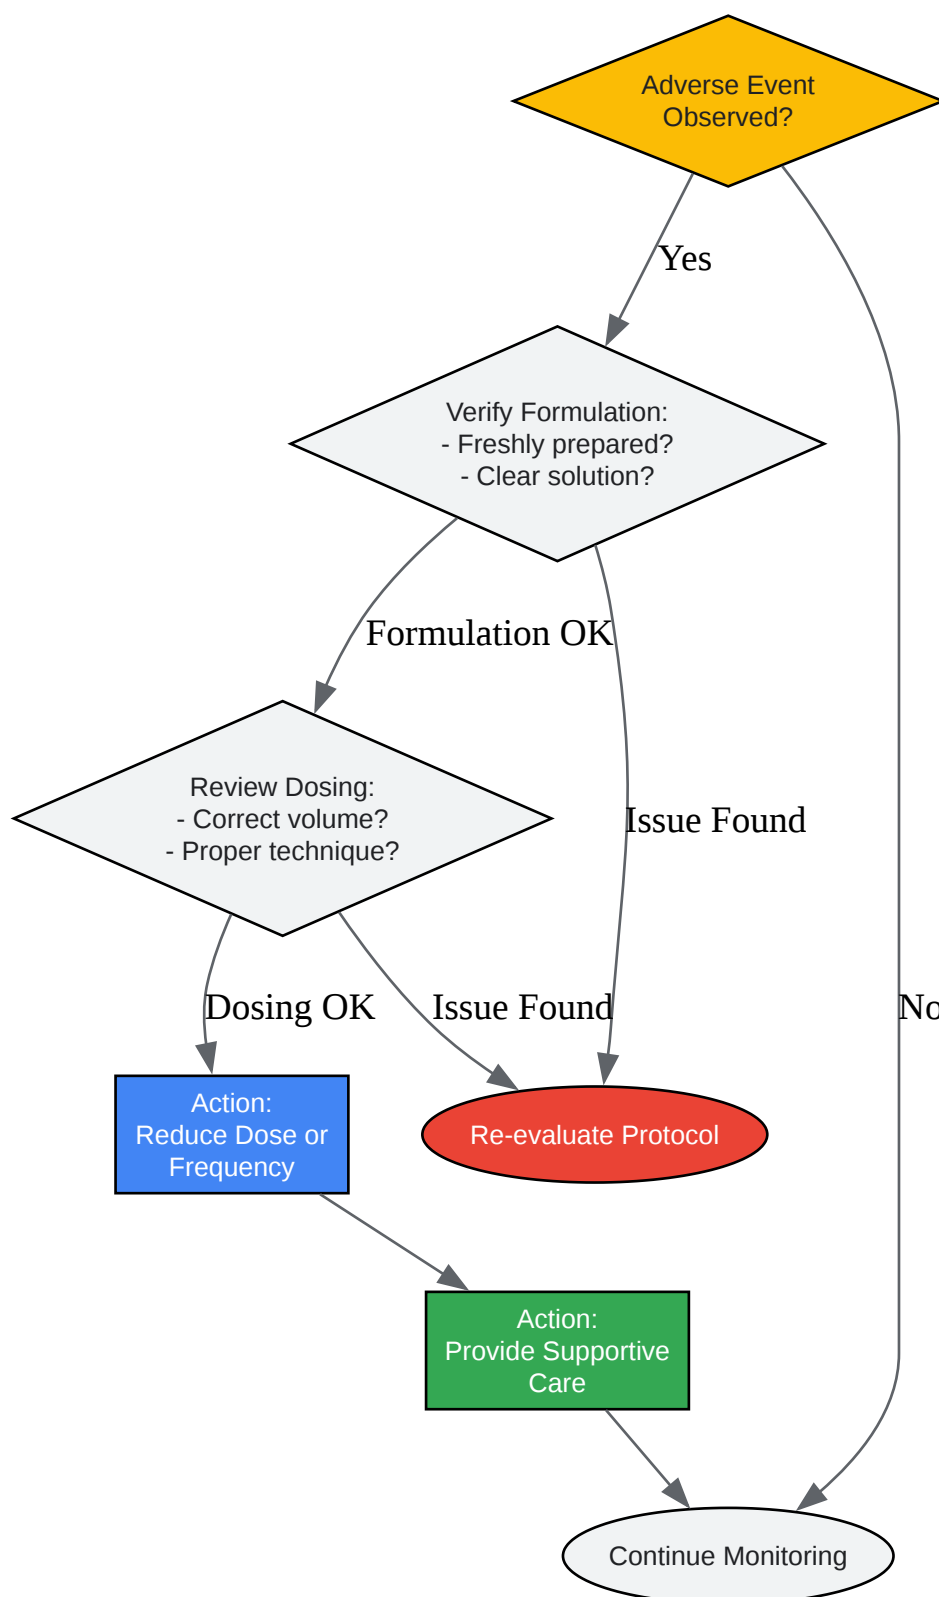 Adverse Event
Observed?
Yes
Verify Formulation:
- Freshly prepared?
- Clear solution?
Formulation OK
Review Dosing:
- Correct volume?
- Proper technique?
Issue Found
Dosing OK
Issue Found
No
Action:
Reduce Dose or
Frequency
Re-evaluate Protocol
Action:
Provide Supportive
Care
Continue Monitoring